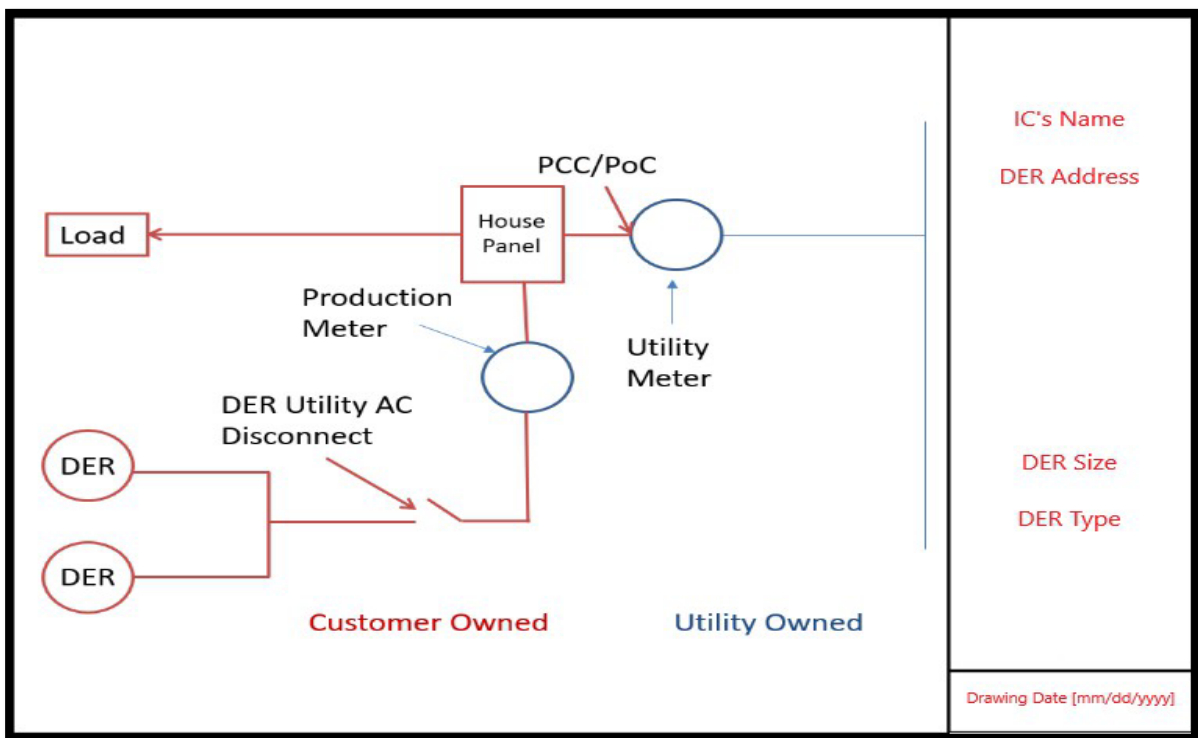 PCC/PoC
Load
House
Panel
Production
Meter
Utility
Meter
DER Utility AC
Disconnect
DER
DER
Customer Owned
Utility Owned
IC's Name
DER Address
DER Size
DER Type
Drawing Date [mm/dd/yyyy]